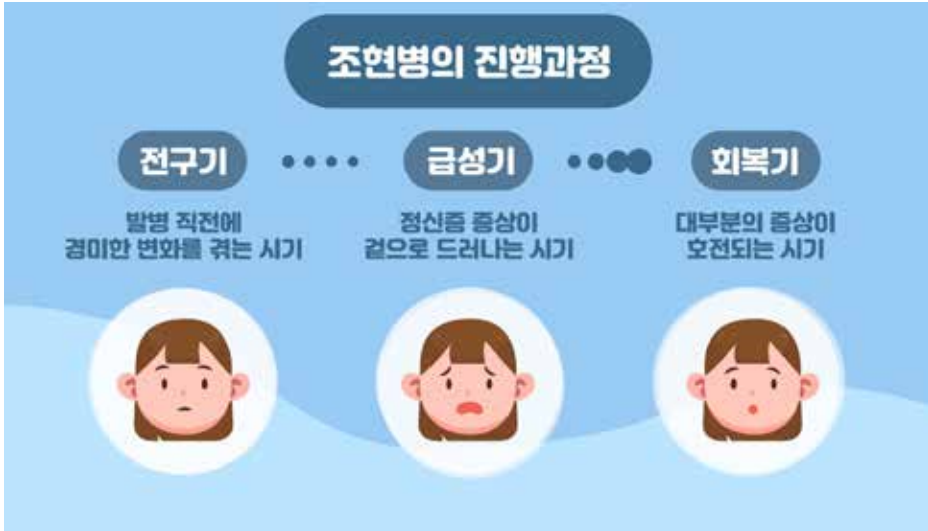 조현병의 진행과정
전구기
발병 직전에
경미한 변화를 겪는 시기
급성기
정신증 증상이
겉으로 드러나는 시기
회복기
대부분의 증상이
호전되는 시기